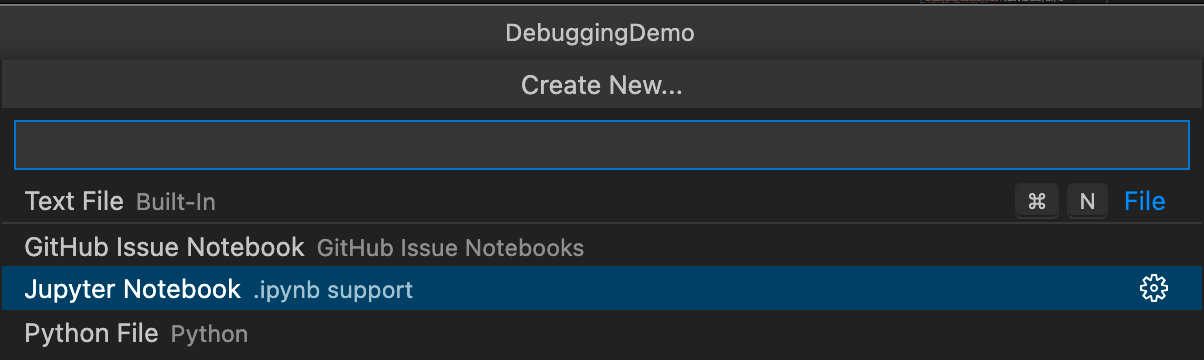 DebuggingDemo
Create New...
Text File Built-In ⌘ N File
GitHub Issue Notebook GitHub Issue Notebooks
Jupyter Notebook .ipynb support
Python File Python